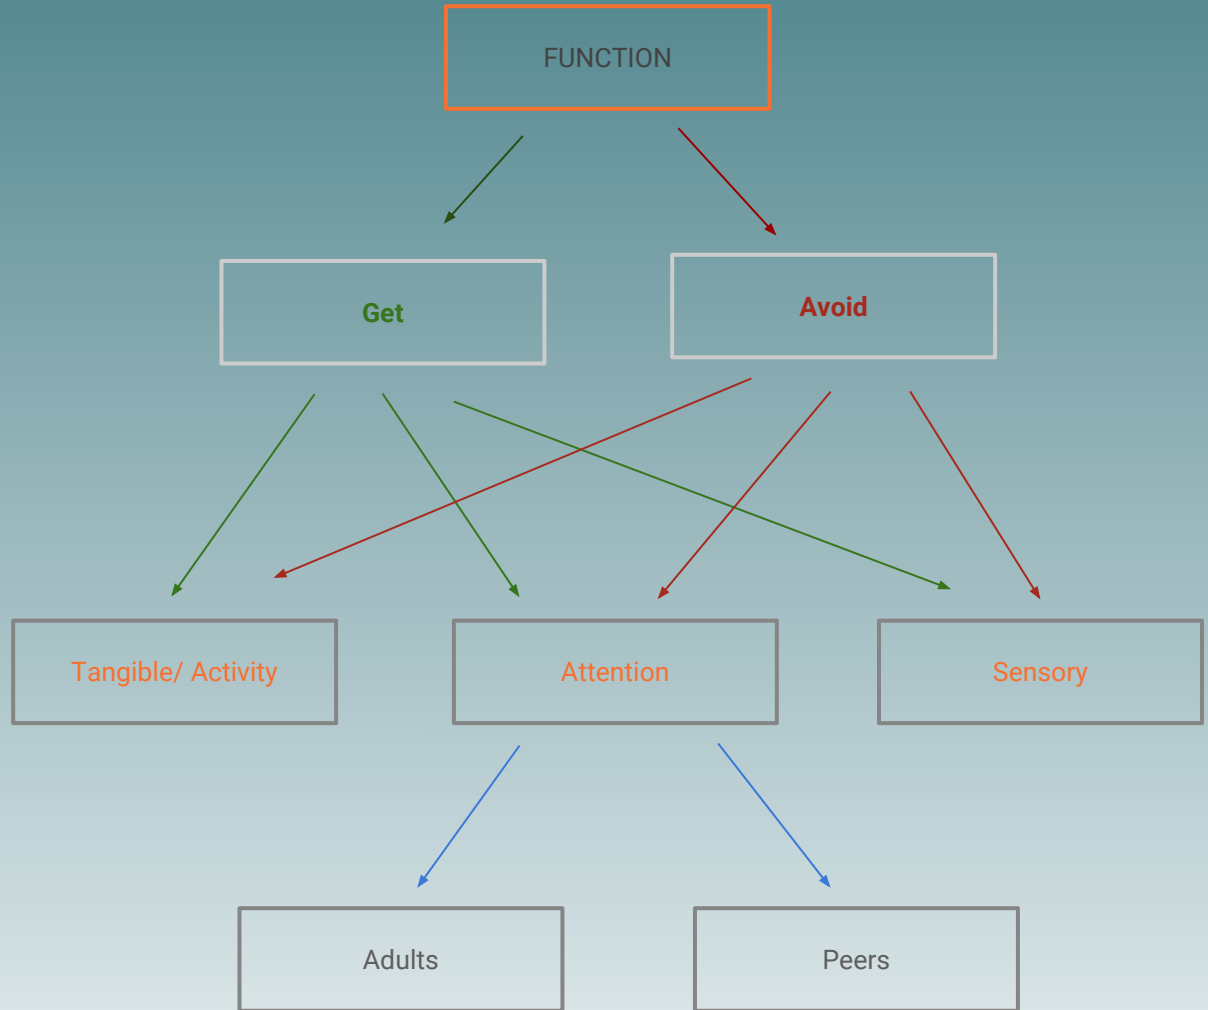 FUNCTION
Get
Avoid
Tangible/ Activity
Attention
Sensory
Adults
Peers